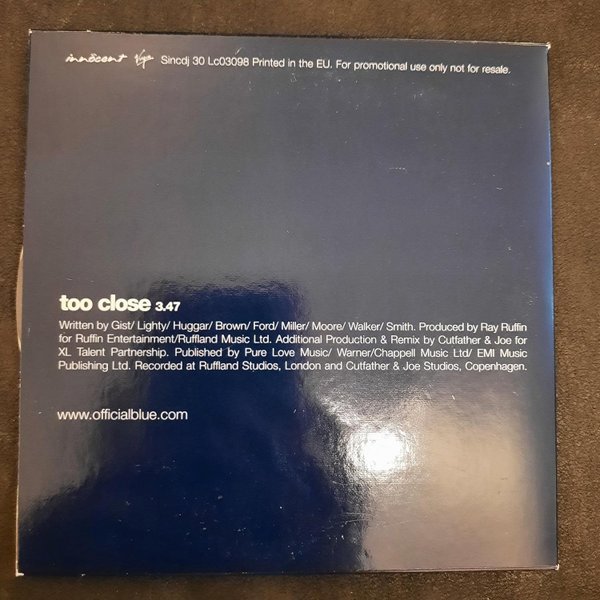 innocent Virgin Sincdj 30 Lc03098 Printed in the EU. For promotional use only not for resale.
too close 3.47
Written by Gist/ Lighty/ Huggar/ Brown/ Ford/ Miller/ Moore/ Walker/ Smith. Produced by Ray Ruffin
for Ruffin Entertainment/Ruffland Music Ltd. Additional Production & Remix by Cutfather & Joe for
XL Talent Partnership. Published by Pure Love Music/ Warner/Chappell Music Ltd/ EMI Music
Publishing Ltd. Recorded at Ruffland Studios, London and Cutfather & Joe Studios, Copenhagen.
www.officialblue.com